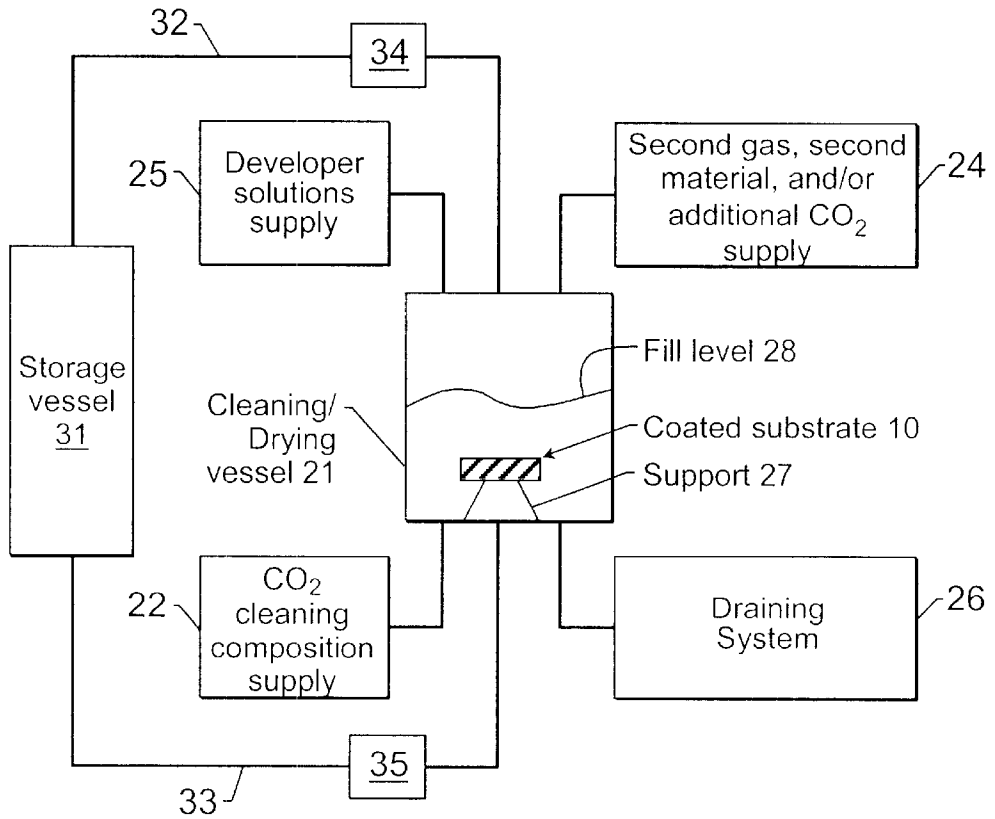 32
34
25
Developer
solutions
supply
Second gas, second
material, and/or
additional CO₂
supply
24
Storage
vessel
31
Fill level 28
Cleaning/
Drying
vessel 21
Coated substrate 10
Support 27
22
CO₂
cleaning
composition
supply
Draining
System
26
35
33